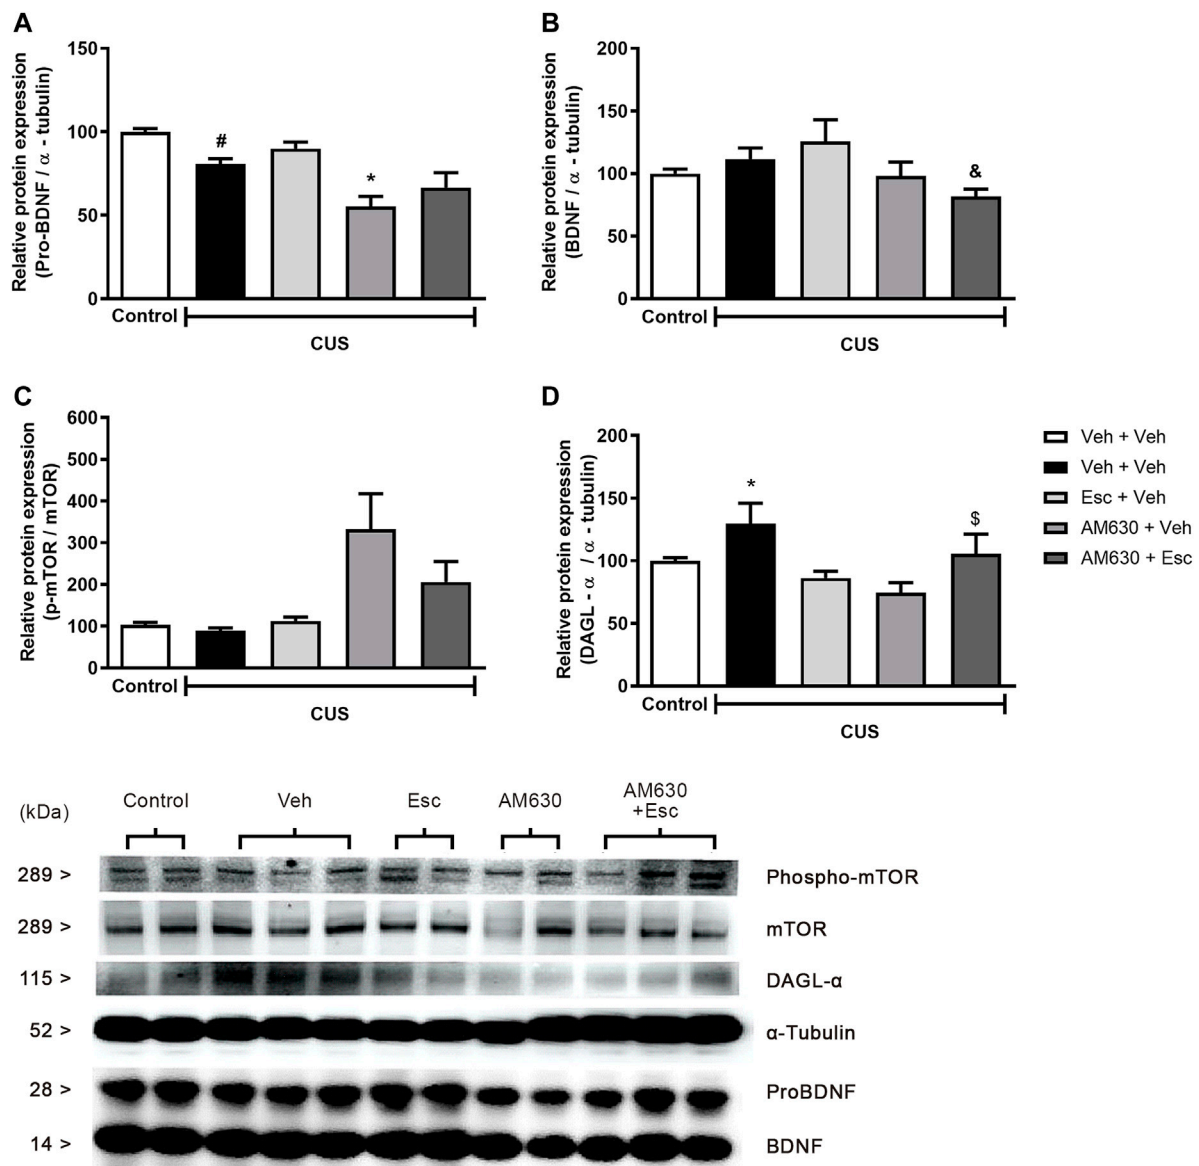 A
Relative protein expression
(Pro-BDNF / α - tubulin)
150
100
50
0
#
*
Control
CUS
B
Relative protein expression
(BDNF / α - tubulin)
200
150
100
50
0
&
Control
CUS
C
Relative protein expression
(p-mTOR / mTOR)
600
500
400
300
200
100
0
Control
CUS
D
Relative protein expression
(DAGL - α / α - tubulin)
200
150
100
50
0
*
$
Control
CUS
Veh + Veh
Veh + Veh
Esc + Veh
AM630 + Veh
AM630 + Esc
(kDa)
Control
Veh
Esc
AM630
AM630
+Esc
289 >
Phospho-mTOR
289 >
mTOR
115 >
DAGL-α
52 >
α-Tubulin
28 >
ProBDNF
14 >
BDNF